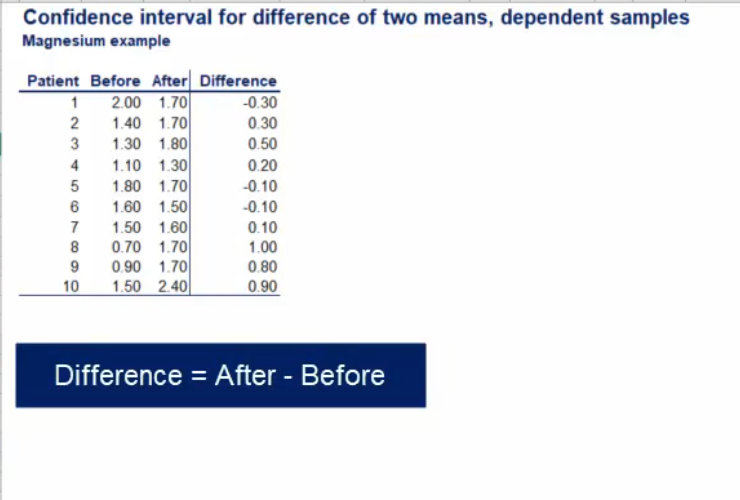 Confidence interval for difference of two means, dependent samples
Magnesium example
Patient Before After Difference
1 2.00 1.70 -0.30
2 1.40 1.70 0.30
3 1.30 1.80 0.50
4 1.10 1.30 0.20
5 1.80 1.70 -0.10
6 1.60 1.50 -0.10
7 1.50 1.60 0.10
8 0.70 1.70 1.00
9 0.90 1.70 0.80
10 1.50 2.40 0.90
Difference = After - Before